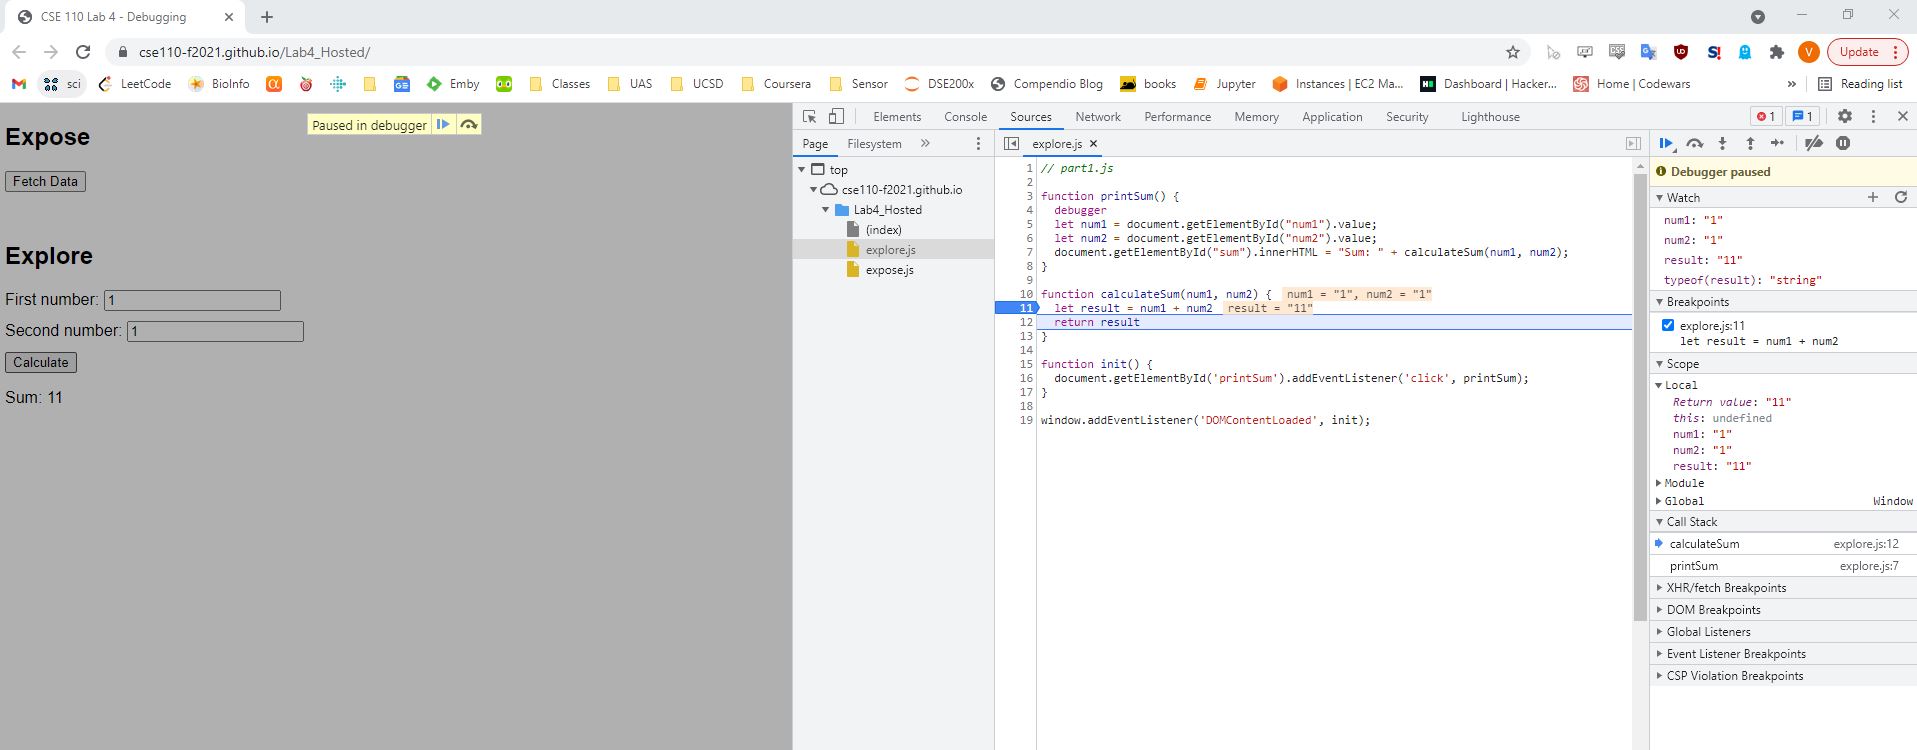 CSE 110 Lab 4 - Debugging
cse110-f2021.github.io/Lab4_Hosted/
CSS
UD
S!
V
Update
sci
LeetCode
BioInfo
GE
Emby
Classes
UAS
UCSD
Coursera
Sensor
DSE200x
Compendio Blog
books
Jupyter
Instances | EC2 Ma...
Dashboard | Hacker...
Home | Codewars
»
Reading list
Paused in debugger
Expose
Fetch Data
Explore
First number: 1
Second number: 1
Calculate
Sum: 11
Elements Console Sources Network Performance Memory Application Security Lighthouse
1 1
Page Filesystem »
top
cse110-f2021.github.io
Lab4_Hosted
(index)
explore.js
expose.js
explore.js
1 // part1.js
2
3 function printSum() {
4 debugger
5 let num1 = document.getElementById("num1").value;
6 let num2 = document.getElementById("num2").value;
7 document.getElementById("sum").innerHTML = "Sum: " + calculateSum(num1, num2);
8 }
9
10 function calculateSum(num1, num2) { num1 = "1", num2 = "1"
11 let result = num1 + num2 result = "11"
12 return result
13 }
14
15 function init() {
16 document.getElementById('printSum').addEventListener('click', printSum);
17 }
18
19 window.addEventListener('DOMContentLoaded', init);
Debugger paused
Watch
num1: "1"
num2: "1"
result: "11"
typeof(result): "string"
Breakpoints
explore.js:11
let result = num1 + num2
Scope
Local
Return value: "11"
this: undefined
num1: "1"
num2: "1"
result: "11"
Module
Global Window
Call Stack
calculateSum explore.js:12
printSum explore.js:7
XHR/fetch Breakpoints
DOM Breakpoints
Global Listeners
Event Listener Breakpoints
CSP Violation Breakpoints